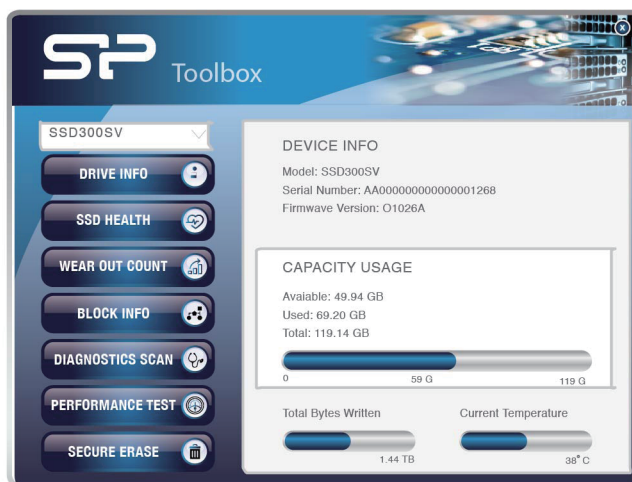 SP Toolbox
x
SSD300SV
DRIVE INFO
SSD HEALTH
WEAR OUT COUNT
BLOCK INFO
DIAGNOSTICS SCAN
PERFORMANCE TEST
SECURE ERASE
DEVICE INFO
Model: SSD300SV
Serial Number: AA000000000000001268
Firmwave Version: O1026A
CAPACITY USAGE
Avaiable: 49.94 GB
Used: 69.20 GB
Total: 119.14 GB
0 59 G 119 G
Total Bytes Written
1.44 TB
Current Temperature
38° C